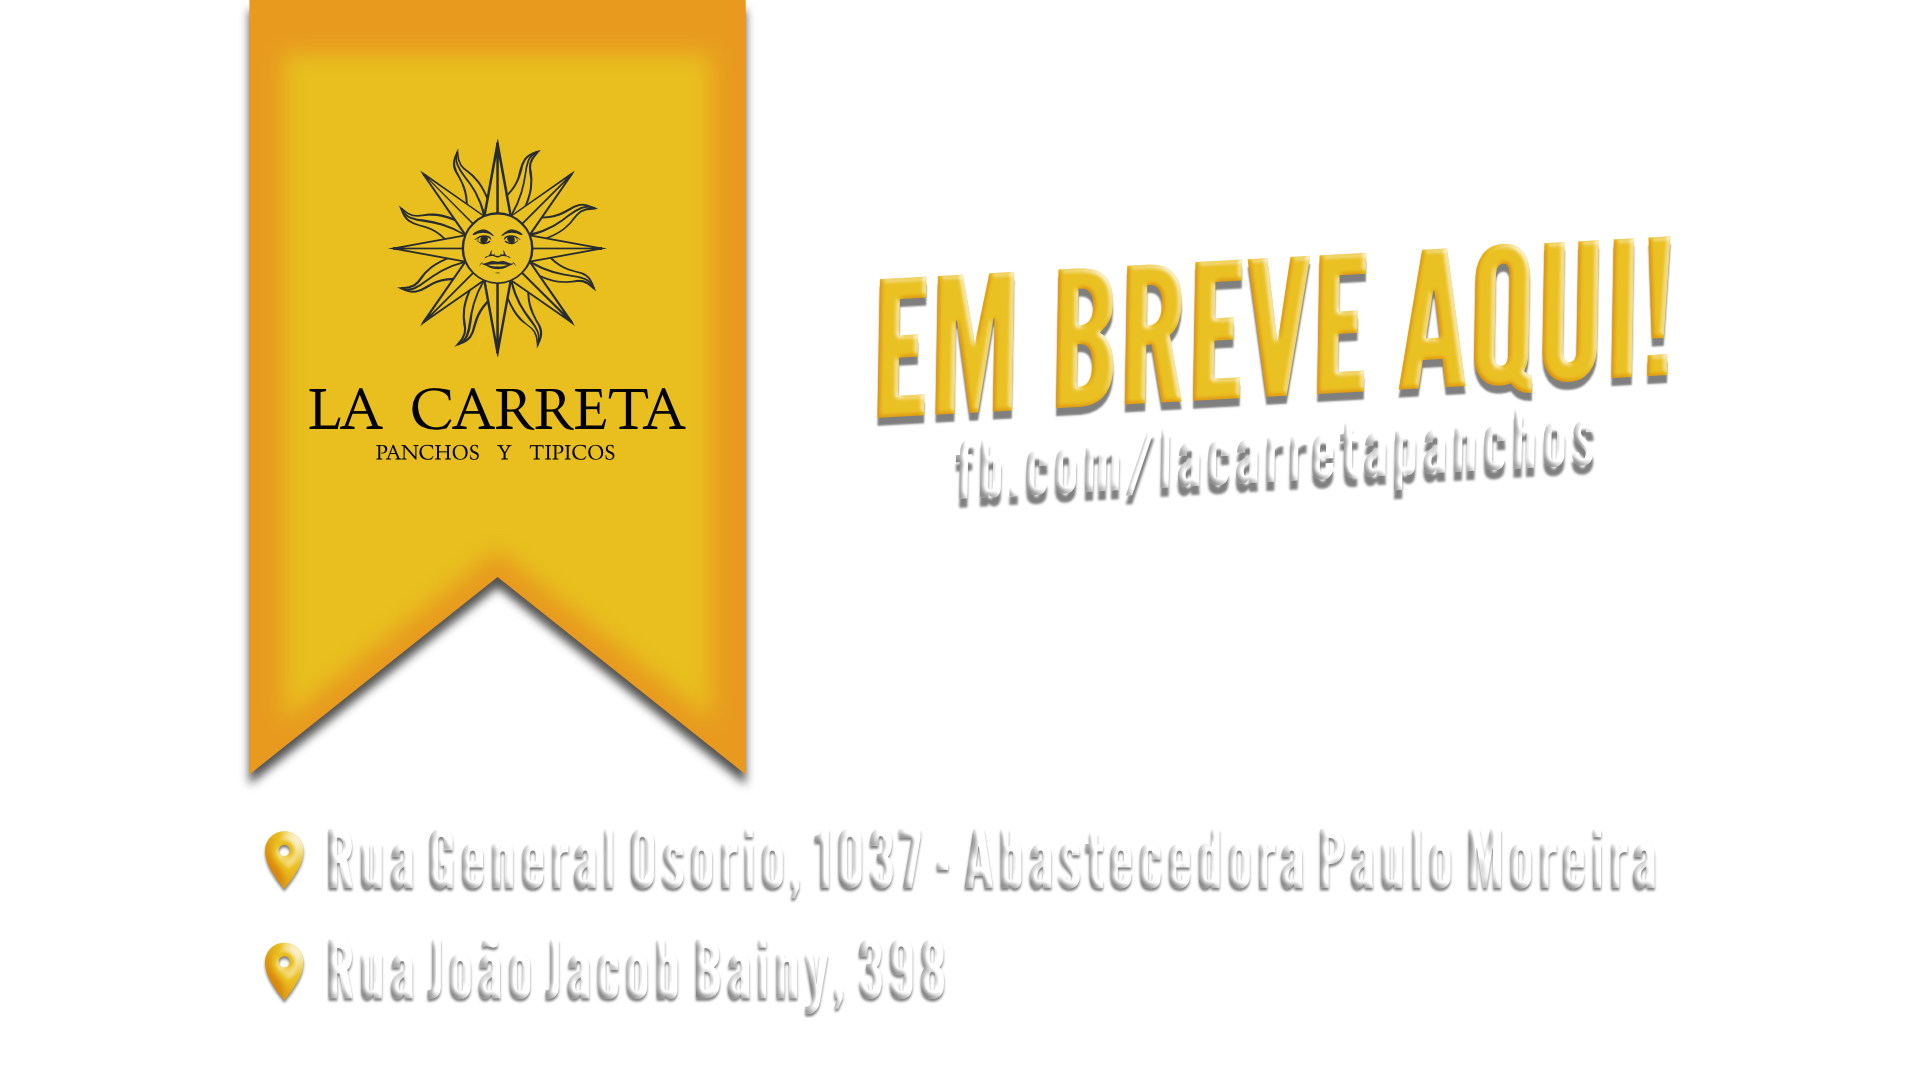 LA CARRETA
PANCHOS Y TIPICOS
EM BREVE AQUI!
fb.com/lacarretapanchos
Rua General Osorio, 1037 - Abastecedora Paulo Moreira
Rua João Jacob Bainy, 398